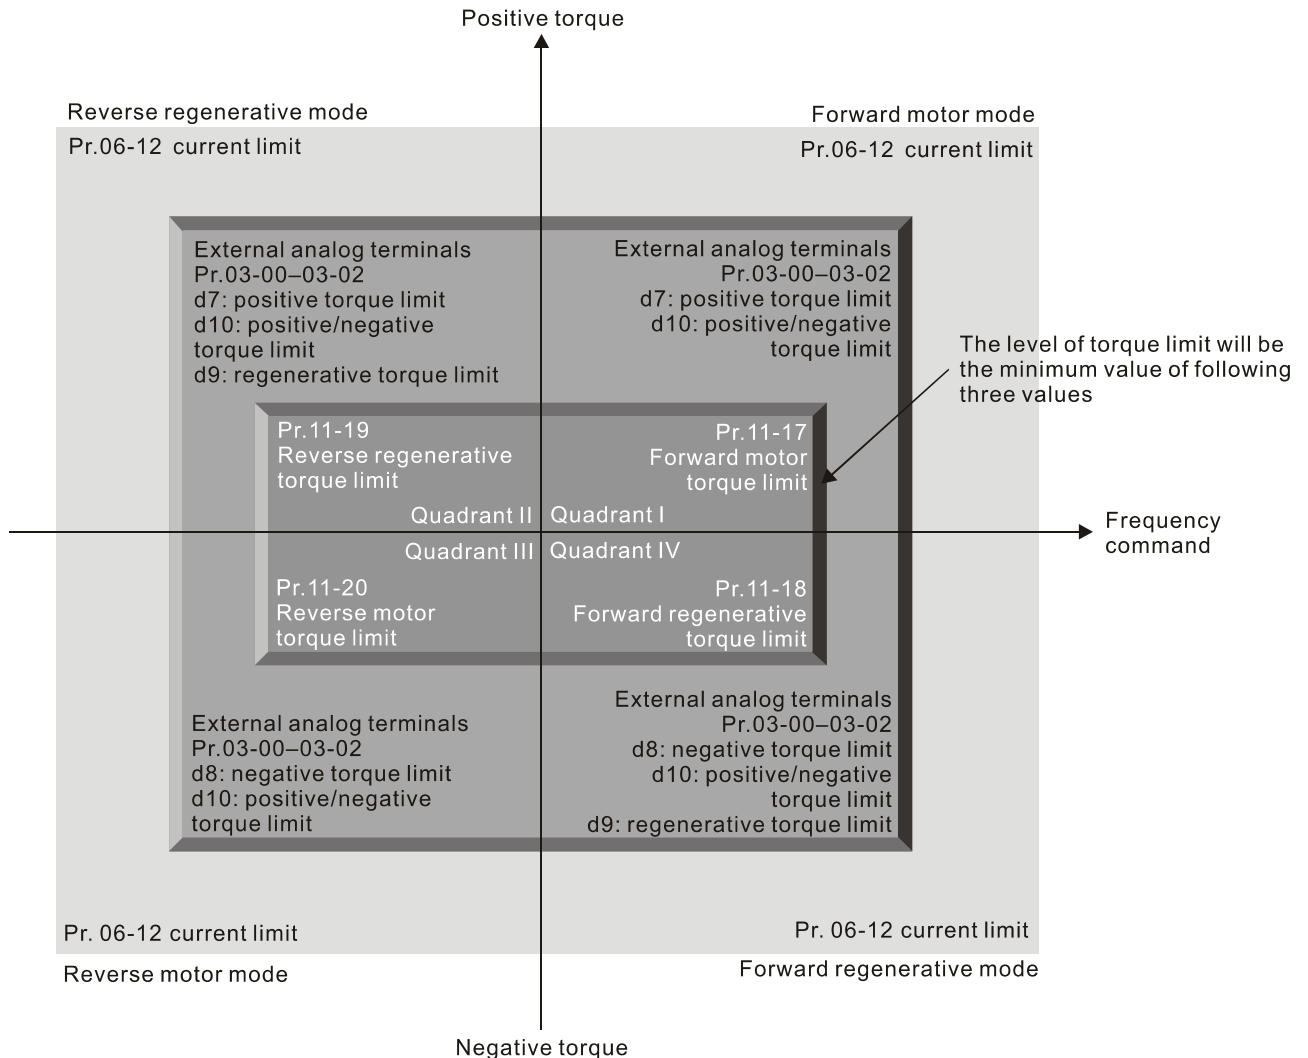 Positive torque
Reverse regenerative mode
Forward motor mode
Pr.06-12 current limit
Pr.06-12 current limit
External analog terminals
Pr.03-00–03-02
d7: positive torque limit
d10: positive/negative
torque limit
d9: regenerative torque limit
External analog terminals
Pr.03-00–03-02
d7: positive torque limit
d10: positive/negative
torque limit
The level of torque limit will be
the minimum value of following
three values
Pr.11-19
Reverse regenerative
torque limit
Pr.11-17
Forward motor
torque limit
Quadrant II
Quadrant I
Frequency
command
Quadrant III
Quadrant IV
Pr.11-20
Reverse motor
torque limit
Pr.11-18
Forward regenerative
torque limit
External analog terminals
Pr.03-00–03-02
d8: negative torque limit
d10: positive/negative
torque limit
External analog terminals
Pr.03-00–03-02
d8: negative torque limit
d10: positive/negative
torque limit
d9: regenerative torque limit
Pr. 06-12 current limit
Pr. 06-12 current limit
Reverse motor mode
Forward regenerative mode
Negative torque